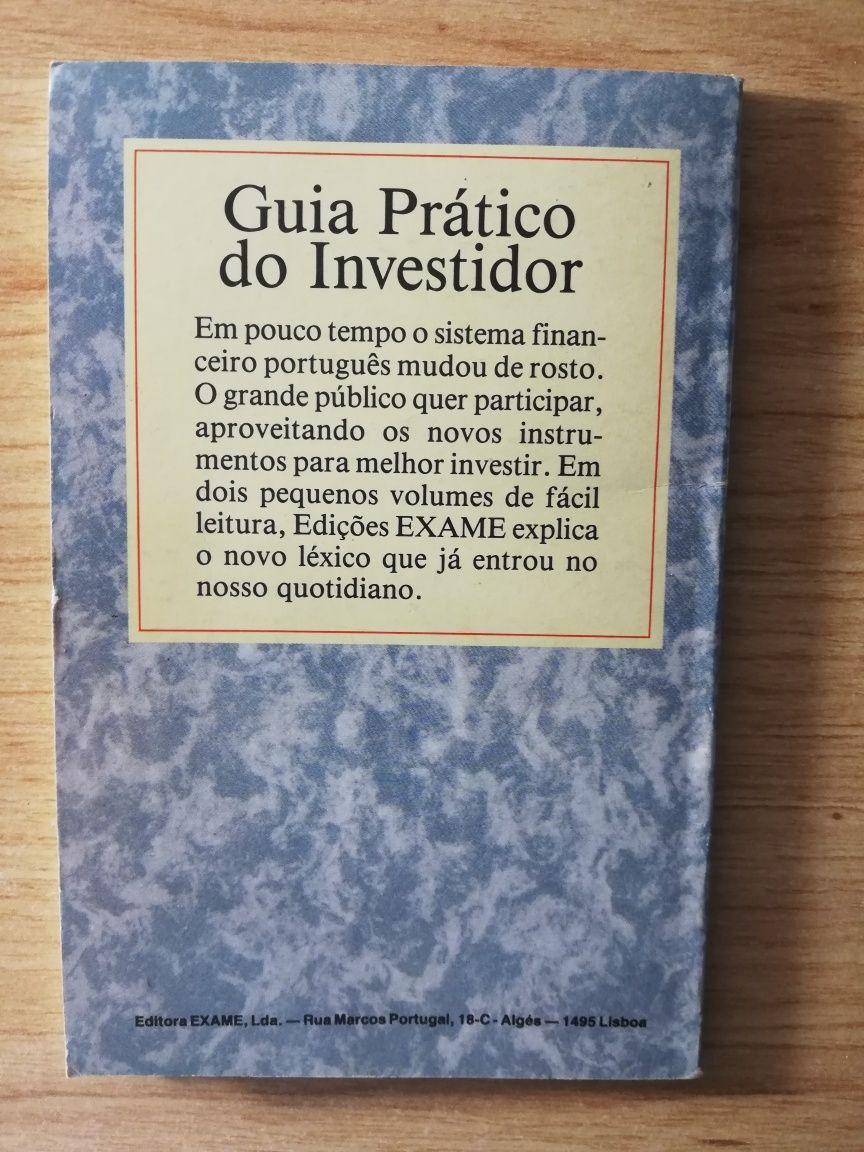 Guia Prático
do Investidor
Em pouco tempo o sistema finan-
ceiro português mudou de rosto.
O grande público quer participar,
aproveitando os novos instru-
mentos para melhor investir. Em
dois pequenos volumes de fácil
leitura, Edições EXAME explica
o novo léxico que já entrou no
nosso quotidiano.
Editora EXAME, Lda. — Rua Marcos Portugal, 18-C - Algés — 1495 Lisboa